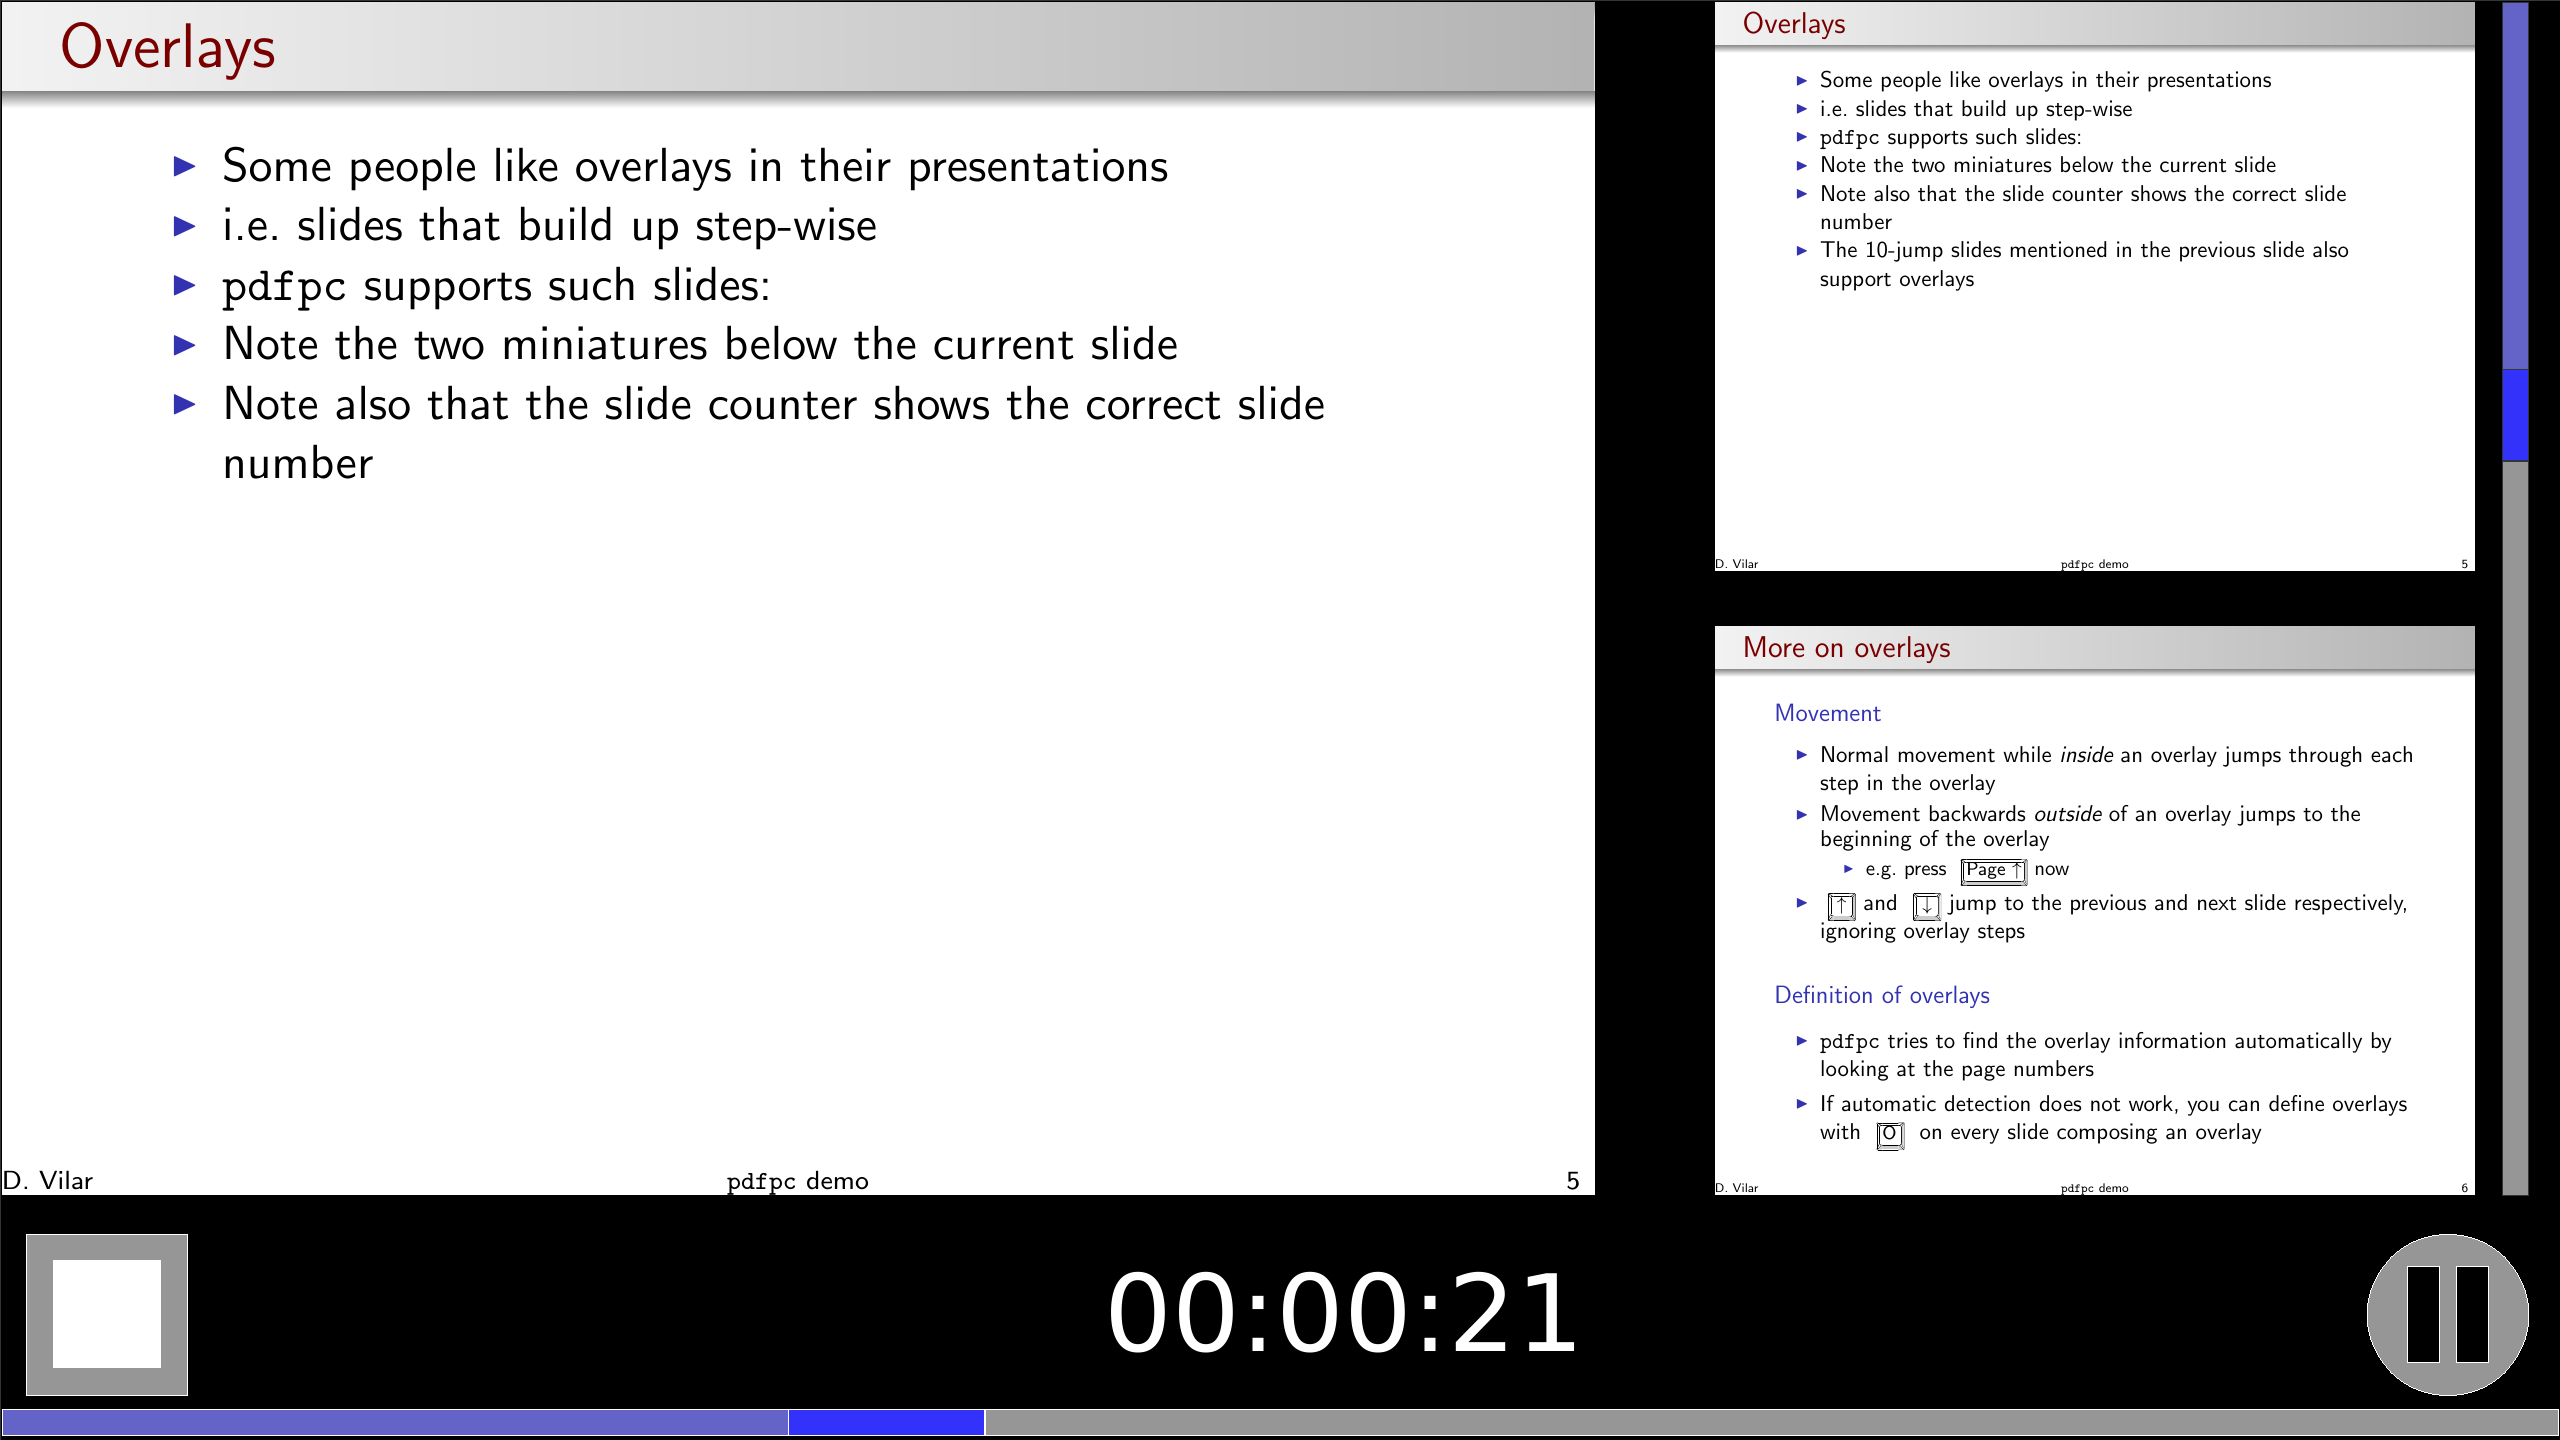 Overlays
Some people like overlays in their presentations
i.e. slides that build up step-wise
pdfpc supports such slides:
Note the two miniatures below the current slide
Note also that the slide counter shows the correct slide
number
D. Vilar pdfpc demo 5
Overlays
Some people like overlays in their presentations
i.e. slides that build up step-wise
pdfpc supports such slides:
Note the two miniatures below the current slide
Note also that the slide counter shows the correct slide
number
The 10-jump slides mentioned in the previous slide also
support overlays
D. Vilar pdfpc demo 5
More on overlays
Movement
Normal movement while inside an overlay jumps through each
step in the overlay
Movement backwards outside of an overlay jumps to the
beginning of the overlay
e.g. press Page ↑ now
↑ and ↓ jump to the previous and next slide respectively,
ignoring overlay steps
Definition of overlays
pdfpc tries to find the overlay information automatically by
looking at the page numbers
If automatic detection does not work, you can define overlays
with O on every slide composing an overlay
D. Vilar pdfpc demo 6
00:00:21